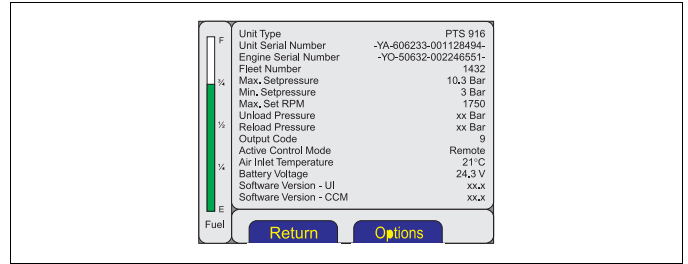 F
¾
½
¼
E
Fuel
Unit Type PTS 916
Unit Serial Number -YA-606233-001128494-
Engine Serial Number -YO-50632-002246551-
Fleet Number 1432
Max. Setpressure 10.3 Bar
Min. Setpressure 3 Bar
Max. Set RPM 1750
Unload Pressure xx Bar
Reload Pressure xx Bar
Output Code 9
Active Control Mode Remote
Air Inlet Temperature 21°C
Battery Voltage 24.3 V
Software Version - UI xx.x
Software Version - CCM xx.x
Return Options